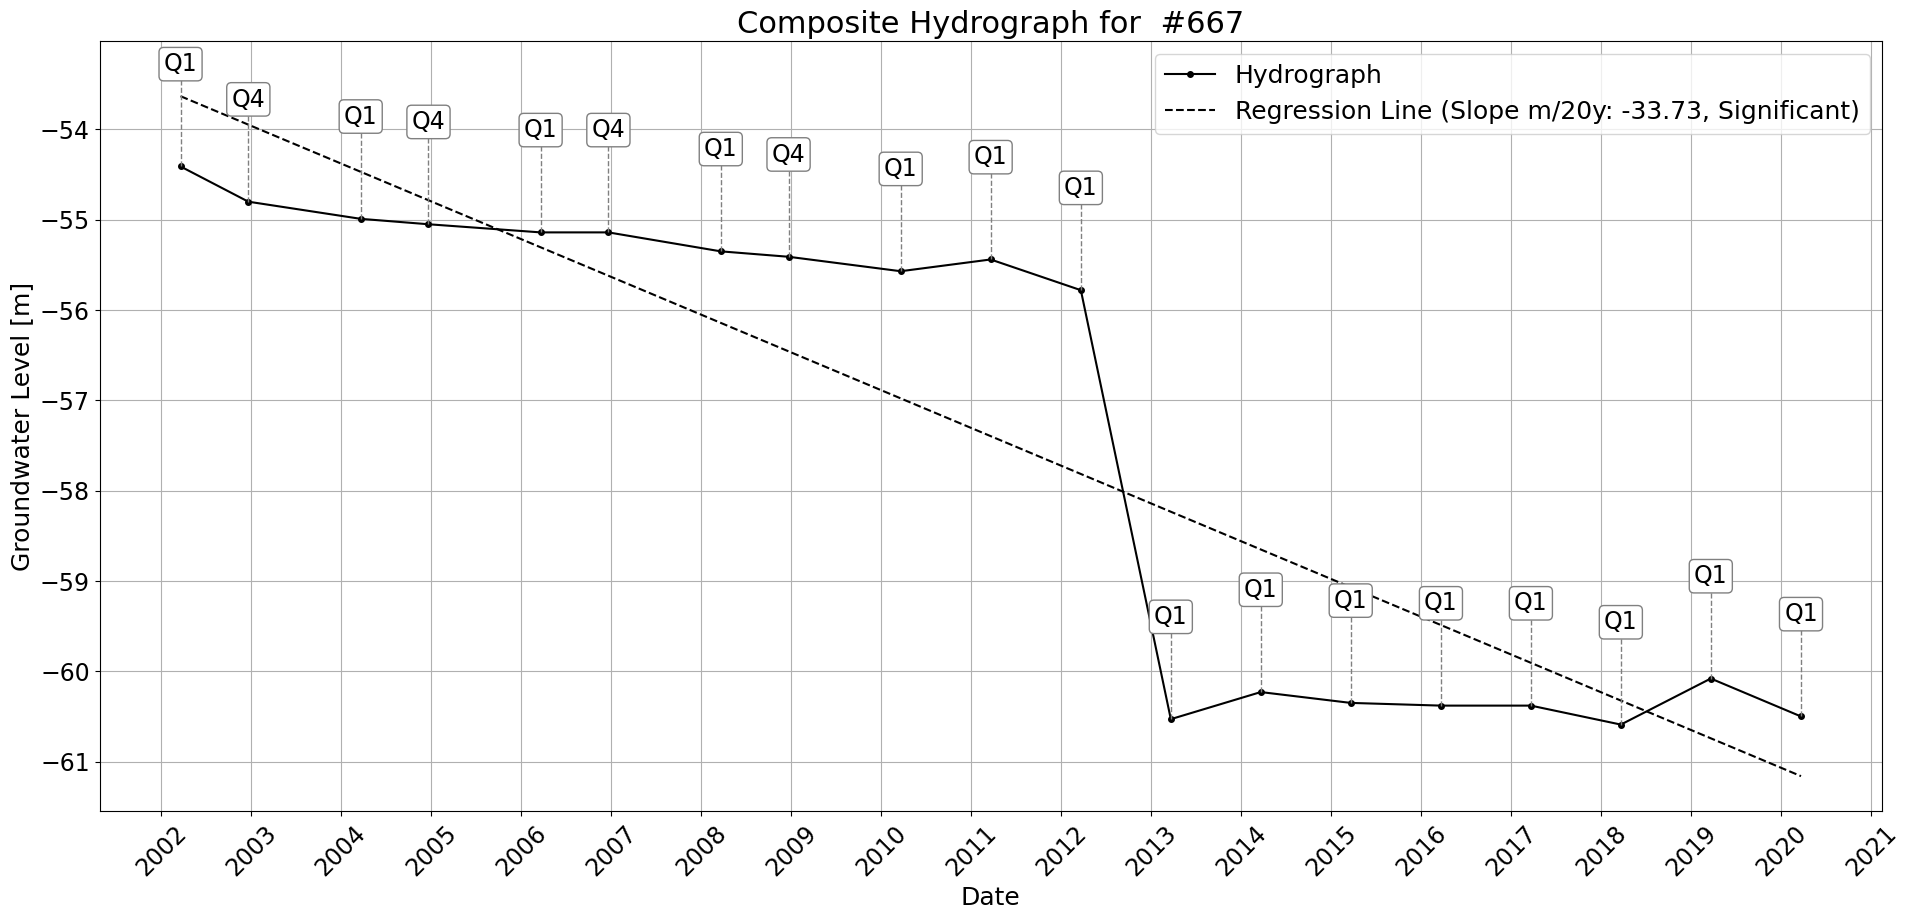 Composite Hydrograph for  #667
Hydrograph
Regression Line (Slope m/20y: -33.73, Significant)
Q1
Q4
Q1
Q4
Q1
Q4
Q1
Q4
Q1
Q1
Q1
Q1
Q1
Q1
Q1
Q1
Q1
Q1
Q1
Groundwater Level [m]
−54
−55
−56
−57
−58
−59
−60
−61
2002
2003
2004
2005
2006
2007
2008
2009
2010
2011
2012
2013
2014
2015
2016
2017
2018
2019
2020
2021
Date